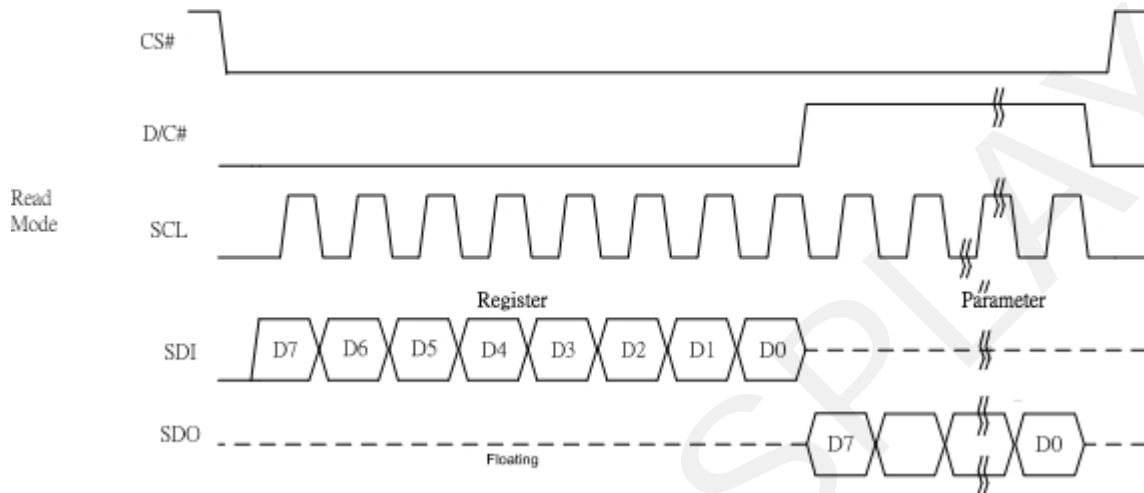 CS#
D/C#
Read
Mode
SCL
Register Parameter
SDI D7 D6 D5 D4 D3 D2 D1 D0
SDO Floating D7 D0
SPLAY